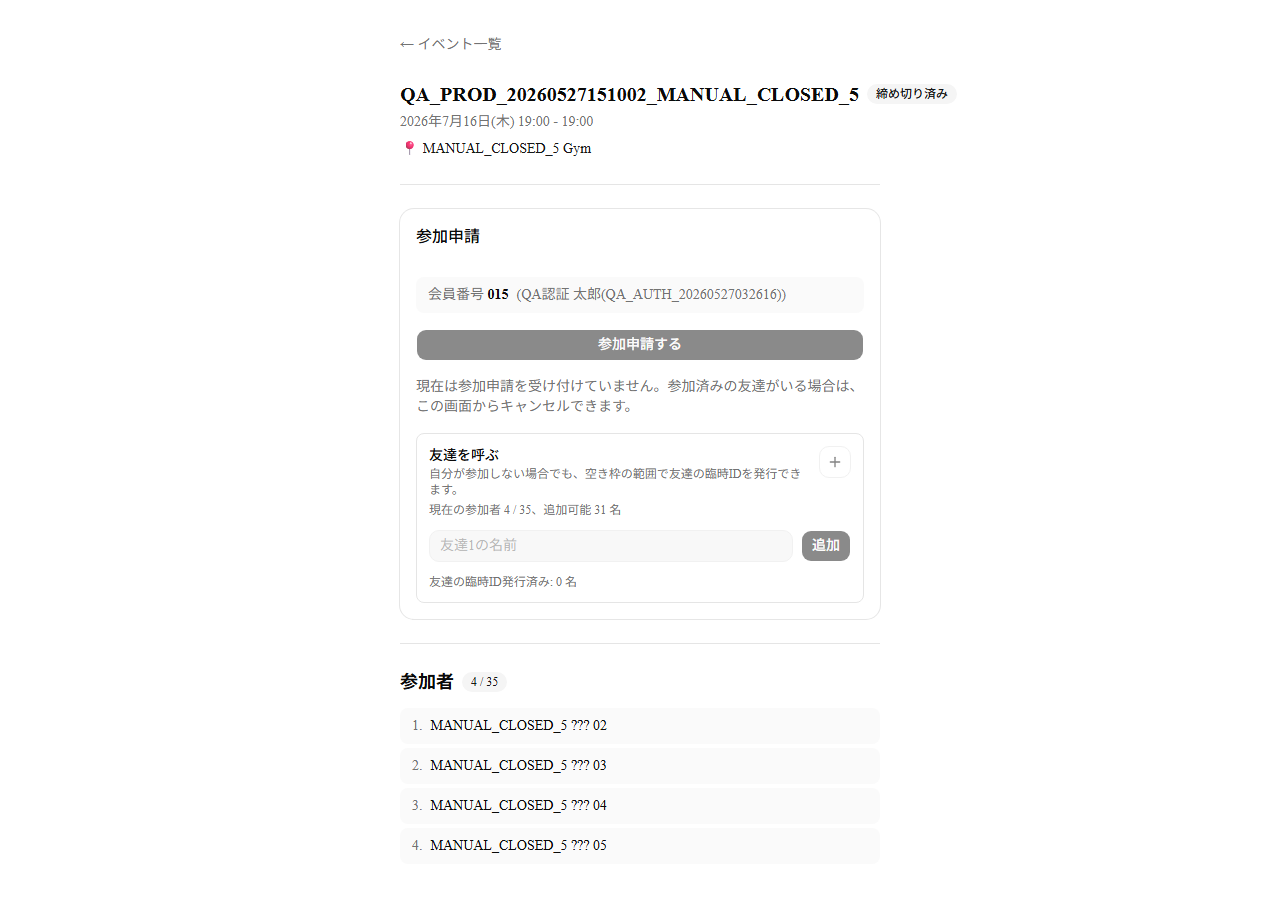 ← イベント一覧
QA_PROD_20260527151002_MANUAL_CLOSED_5 締め切り済み
2026年7月16日(木) 19:00 - 19:00
📍 MANUAL_CLOSED_5 Gym
参加申請
会員番号 015 (QA認証 太郎(QA_AUTH_20260527032616))
参加申請する
現在は参加申請を受け付けていません。参加済みの友達がいる場合は、
この画面からキャンセルできます。
友達を呼ぶ
自分が参加しない場合でも、空き枠の範囲で友達の臨時IDを発行でき
ます。
現在の参加者 4 / 35、追加可能 31 名
+
友達1の名前 追加
友達の臨時ID発行済み: 0 名
参加者 4 / 35
1. MANUAL_CLOSED_5 ??? 02
2. MANUAL_CLOSED_5 ??? 03
3. MANUAL_CLOSED_5 ??? 04
4. MANUAL_CLOSED_5 ??? 05